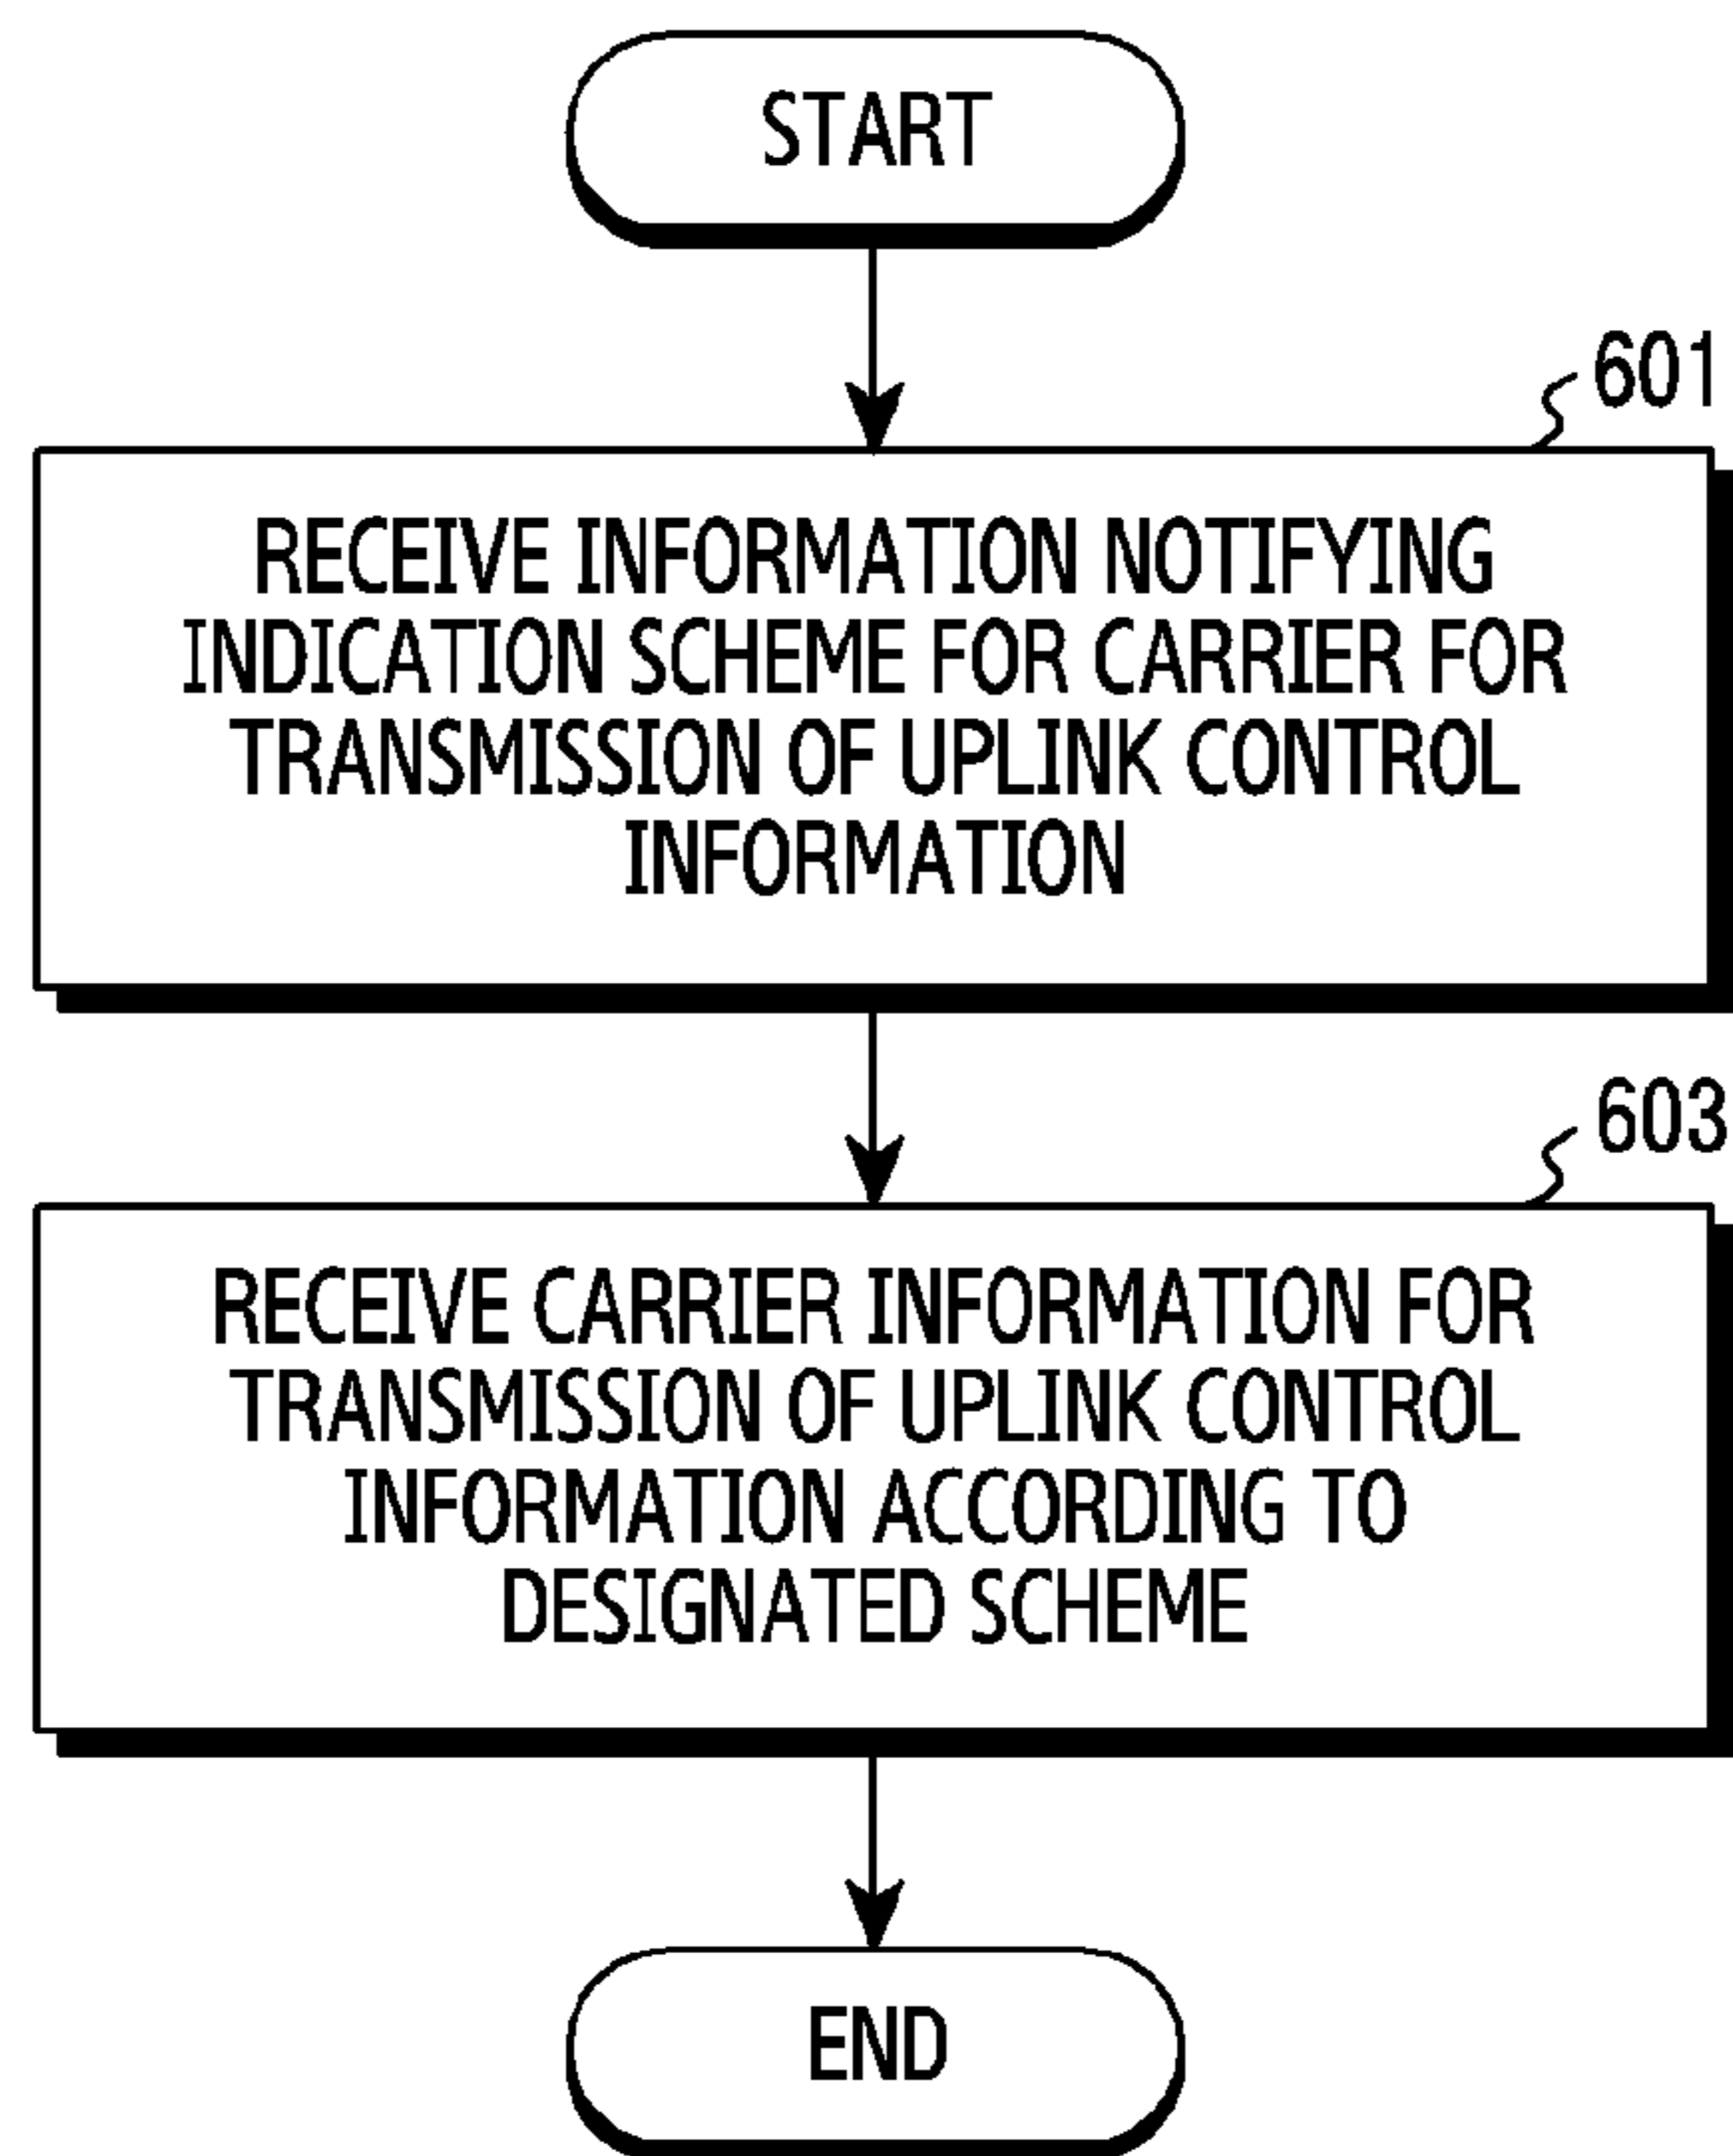 START
601
RECEIVE INFORMATION NOTIFYING
INDICATION SCHEME FOR CARRIER FOR
TRANSMISSION OF UPLINK CONTROL
INFORMATION
603
RECEIVE CARRIER INFORMATION FOR
TRANSMISSION OF UPLINK CONTROL
INFORMATION ACCORDING TO
DESIGNATED SCHEME
END